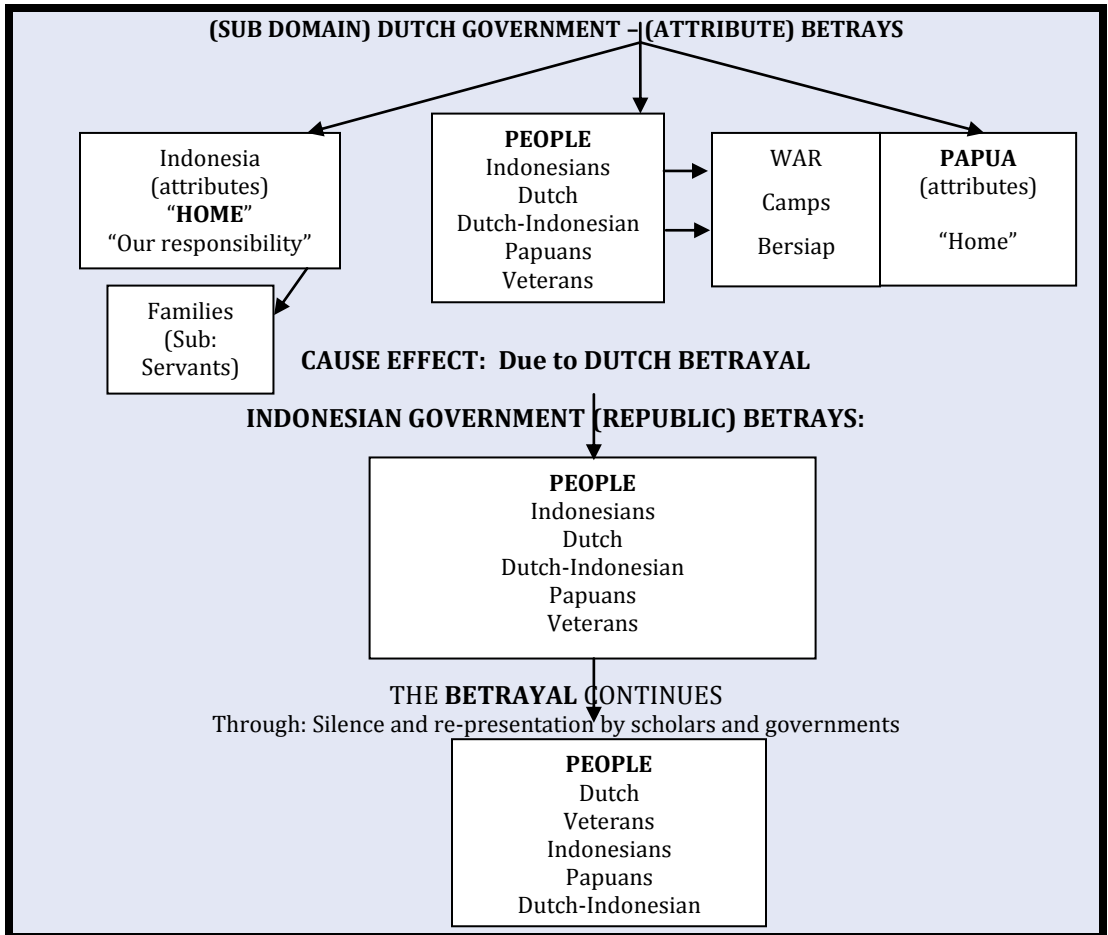 (SUB DOMAIN) DUTCH GOVERNMENT – (ATTRIBUTE) BETRAYS
Indonesia
(attributes)
“HOME”
“Our responsibility”
Families
(Sub:
Servants)
PEOPLE
Indonesians
Dutch
Dutch-Indonesian
Papuans
Veterans
WAR
Camps
Bersiap
PAPUA
(attributes)
“Home”
CAUSE EFFECT: Due to DUTCH BETRAYAL
INDONESIAN GOVERNMENT (REPUBLIC) BETRAYS:
PEOPLE
Indonesians
Dutch
Dutch-Indonesian
Papuans
Veterans
THE BETRAYAL CONTINUES
Through: Silence and re-presentation by scholars and governments
PEOPLE
Dutch
Veterans
Indonesians
Papuans
Dutch-Indonesian